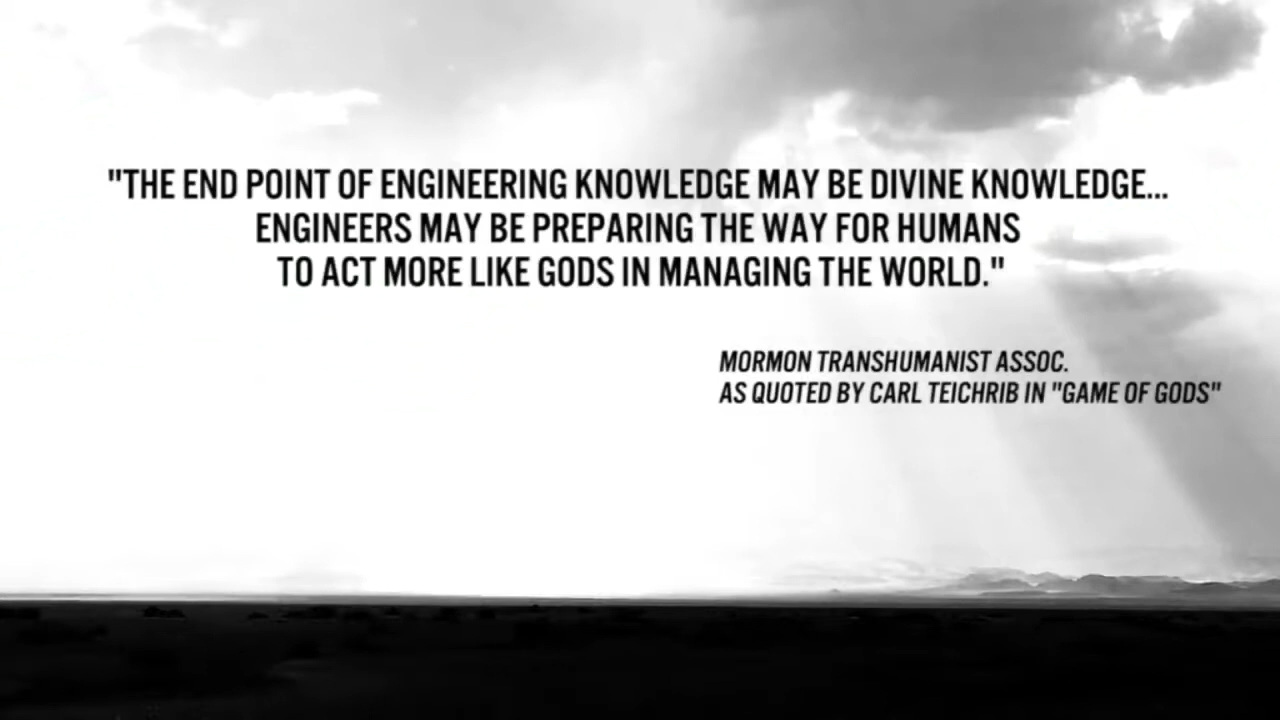 "THE END POINT OF ENGINEERING KNOWLEDGE MAY BE DIVINE KNOWLEDGE...
ENGINEERS MAY BE PREPARING THE WAY FOR HUMANS
TO ACT MORE LIKE GODS IN MANAGING THE WORLD."
MORMON TRANSHUMANIST ASSOC.
AS QUOTED BY CARL TEICHRIB IN "GAME OF GODS"